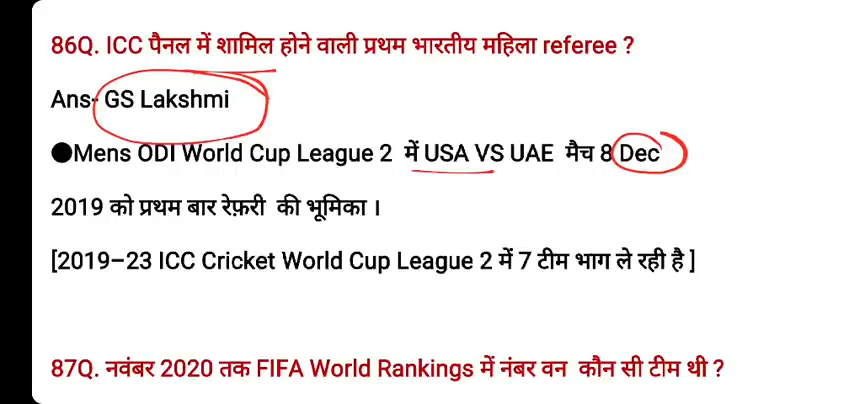 86Q. ICC पैनल में शामिल होने वाली प्रथम भारतीय महिला referee ?
Ans- GS Lakshmi
●Mens ODI World Cup League 2 में USA VS UAE मैच 8 Dec
2019 को प्रथम बार रेफ़री की भूमिका ।
[2019–23 ICC Cricket World Cup League 2 में 7 टीम भाग ले रही है ]
87Q. नवंबर 2020 तक FIFA World Rankings में नंबर वन कौन सी टीम थी ?